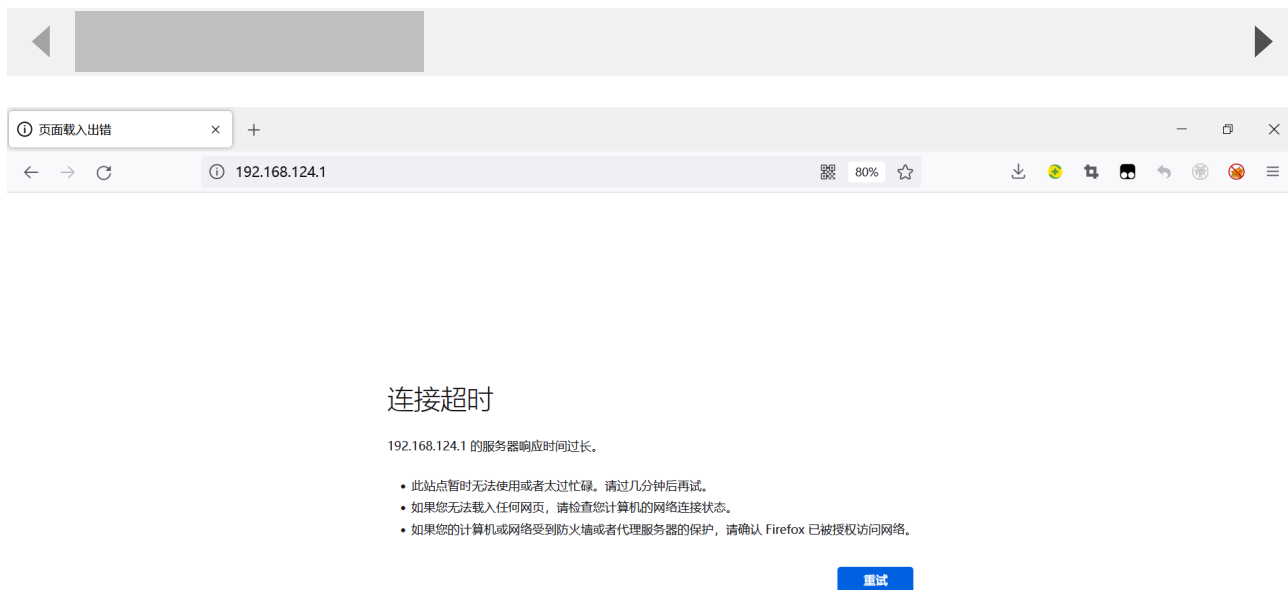 页面载入出错
192.168.124.1
80%
连接超时
192.168.124.1 的服务器响应时间过长。
此站点暂时无法使用或者太过忙碌。请过几分钟后再试。
如果您无法载入任何网页，请检查您计算机的网络连接状态。
如果您的计算机或网络受到防火墙或者代理服务器的保护，请确认 Firefox 已被授权访问网络。
重试